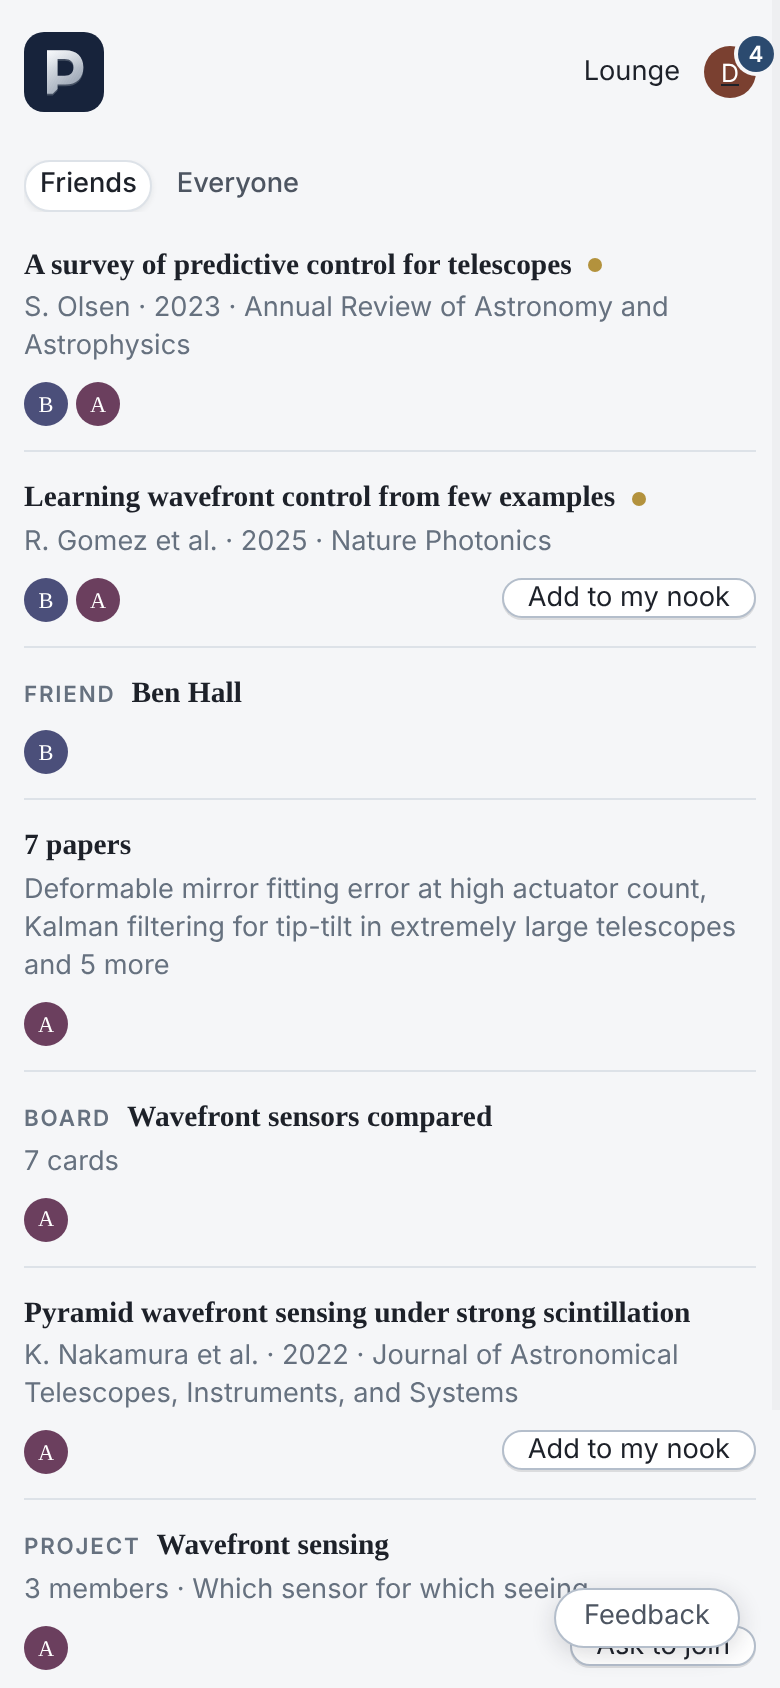 P
Lounge
D
4
Friends
Everyone
A survey of predictive control for telescopes
S. Olsen · 2023 · Annual Review of Astronomy and
Astrophysics
B A
Learning wavefront control from few examples
R. Gomez et al. · 2025 · Nature Photonics
B A
Add to my nook
FRIEND Ben Hall
B
7 papers
Deformable mirror fitting error at high actuator count,
Kalman filtering for tip-tilt in extremely large telescopes
and 5 more
A
BOARD Wavefront sensors compared
7 cards
A
Pyramid wavefront sensing under strong scintillation
K. Nakamura et al. · 2022 · Journal of Astronomical
Telescopes, Instruments, and Systems
A
Add to my nook
PROJECT Wavefront sensing
3 members · Which sensor for which seeing
Feedback
A
Ask to join